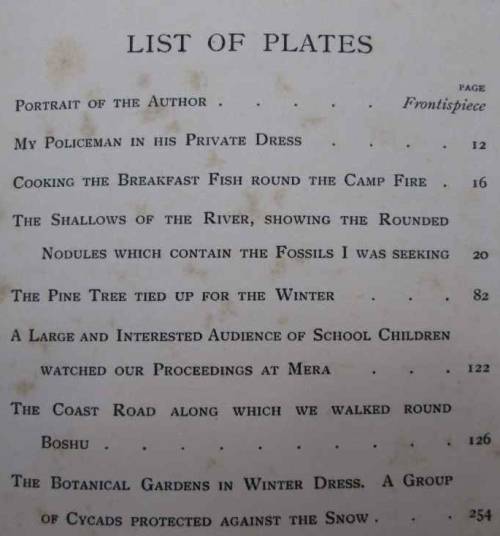 LIST OF PLATES
PAGE
PORTRAIT OF THE AUTHOR . . . . . Frontispiece
MY POLICEMAN IN HIS PRIVATE DRESS . . . . 12
COOKING THE BREAKFAST FISH ROUND THE CAMP FIRE . 16
THE SHALLOWS OF THE RIVER, SHOWING THE ROUNDED
NODULES WHICH CONTAIN THE FOSSILS I WAS SEEKING 20
THE PINE TREE TIED UP FOR THE WINTER . . . 82
A LARGE AND INTERESTED AUDIENCE OF SCHOOL CHILDREN
WATCHED OUR PROCEEDINGS AT MERA . . . 122
THE COAST ROAD ALONG WHICH WE WALKED ROUND
BOSHU . . . . . . . . . . 126
THE BOTANICAL GARDENS IN WINTER DRESS. A GROUP
OF CYCADS PROTECTED AGAINST THE SNOW . . . 254